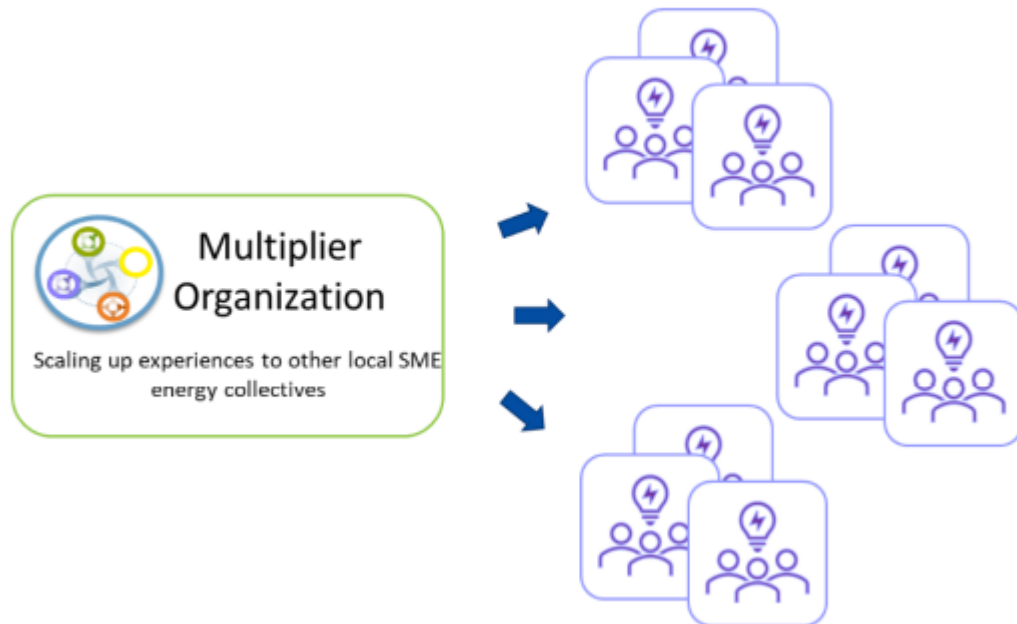 Multiplier
Organization
Scaling up experiences to other local SME
energy collectives